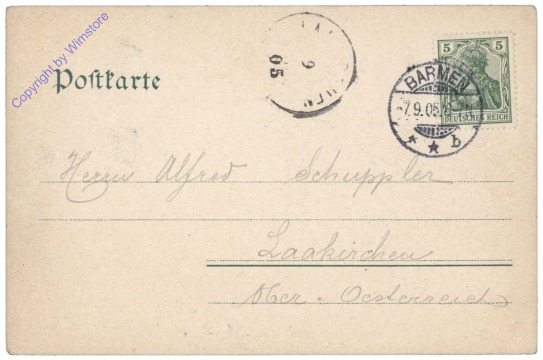 Copyright by Wimstore
Postkarte
9
05
5 5
DEUTSCHES REICH
BARMEN
.9.05
* * b
Herrn Alfred Schuppler
Laakirchen
Ober-Oesterreich